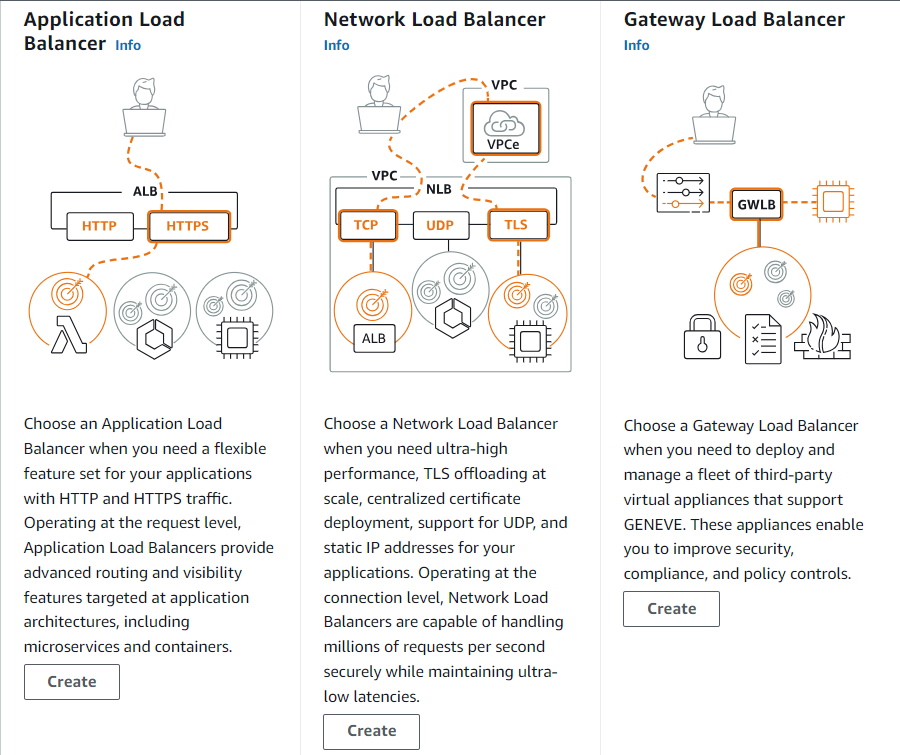 Application Load
Balancer Info
ALB
HTTP
HTTPS
Choose an Application Load
Balancer when you need a flexible
feature set for your applications
with HTTP and HTTPS traffic.
Operating at the request level,
Application Load Balancers provide
advanced routing and visibility
features targeted at application
architectures, including
microservices and containers.
Create
Network Load Balancer
Info
VPC
VPCe
VPC
NLB
TCP
UDP
TLS
ALB
Choose a Network Load Balancer
when you need ultra-high
performance, TLS offloading at
scale, centralized certificate
deployment, support for UDP, and
static IP addresses for your
applications. Operating at the
connection level, Network Load
Balancers are capable of handling
millions of requests per second
securely while maintaining ultra-
low latencies.
Create
Gateway Load Balancer
Info
GWLB
Choose a Gateway Load Balancer
when you need to deploy and
manage a fleet of third-party
virtual appliances that support
GENEVE. These appliances enable
you to improve security,
compliance, and policy controls.
Create